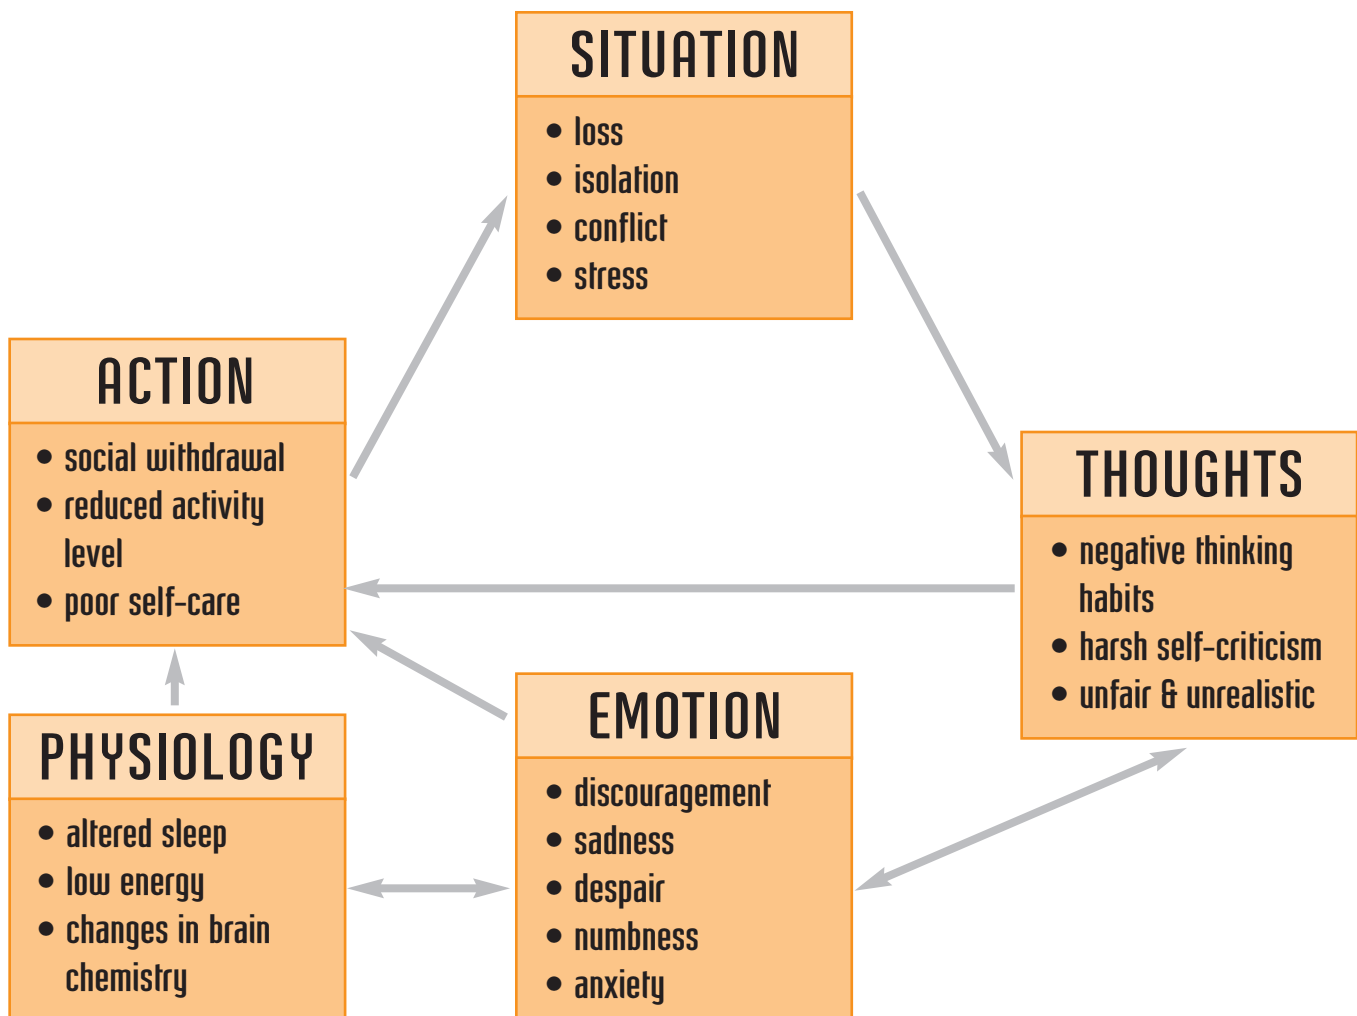 SITUATION
• loss
• isolation
• conflict
• stress
ACTION
• social withdrawal
• reduced activity
level
• poor self-care
THOUGHTS
• negative thinking
habits
• harsh self-criticism
• unfair & unrealistic
PHYSIOLOGY
• altered sleep
• low energy
• changes in brain
chemistry
EMOTION
• discouragement
• sadness
• despair
• numbness
• anxiety